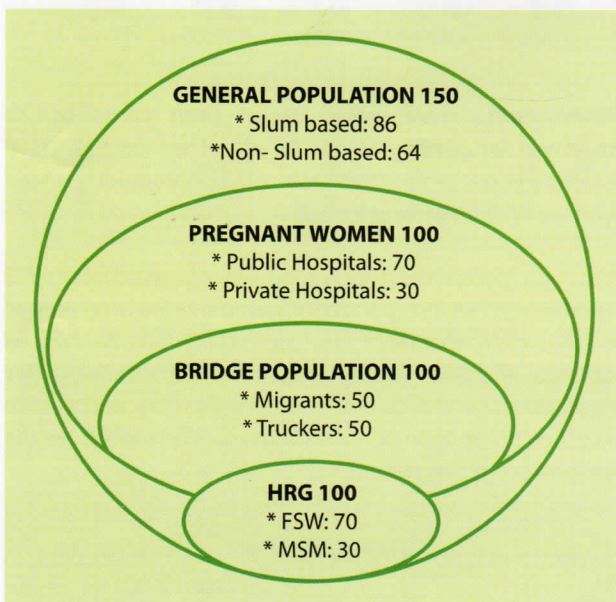 GENERAL POPULATION 150
* Slum based: 86
*Non- Slum based: 64
PREGNANT WOMEN 100
* Public Hospitals: 70
* Private Hospitals: 30
BRIDGE POPULATION 100
* Migrants: 50
* Truckers: 50
HRG 100
* FSW: 70
* MSM: 30